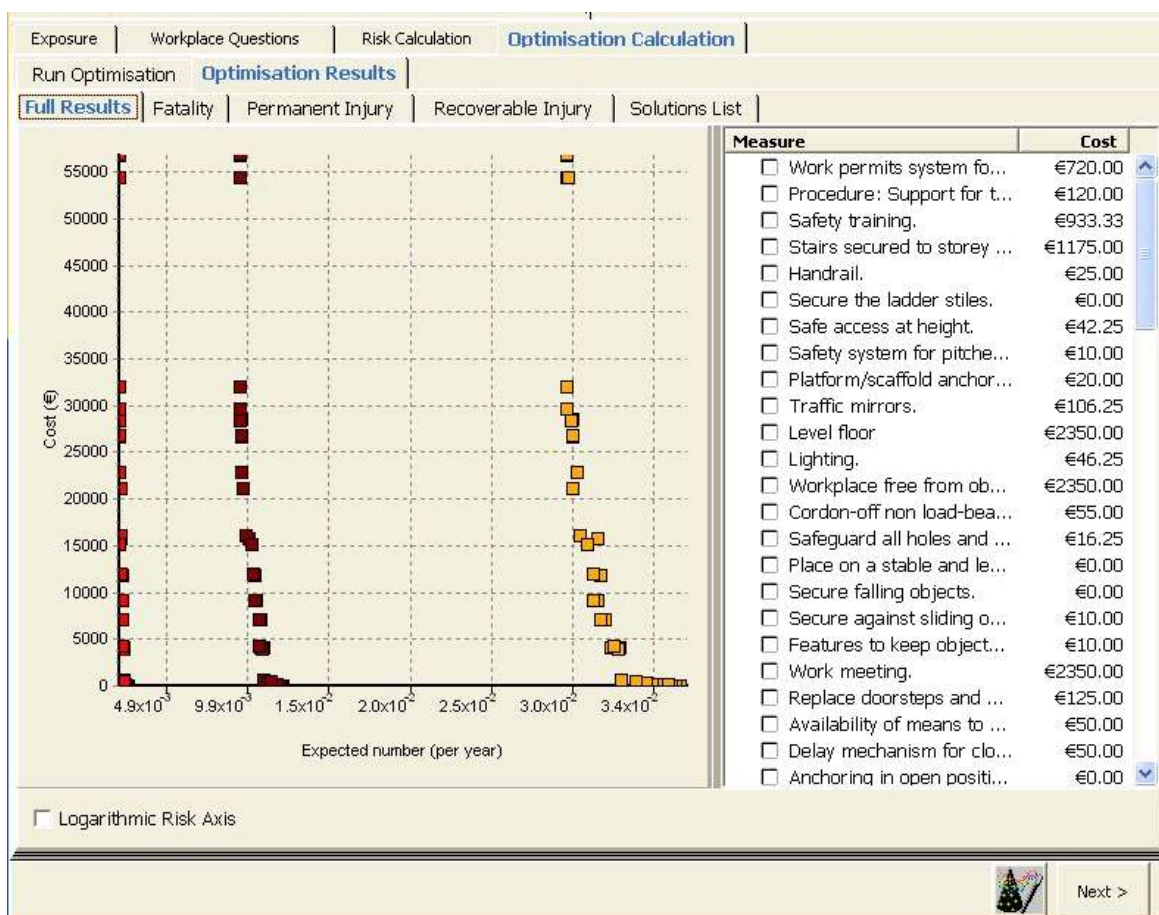 Exposure Workplace Questions Risk Calculation Optimisation Calculation
Run Optimisation Optimisation Results
Full Results Fatality Permanent Injury Recoverable Injury Solutions List
55000
50000
45000
40000
35000
30000
25000
20000
15000
10000
5000
0
Cost (€)
4.9x10⁻³ 9.9x10⁻³ 1.5x10⁻² 2.0x10⁻² 2.5x10⁻² 3.0x10⁻² 3.4x10⁻²
Expected number (per year)
Measure Cost
Work permits system fo... €720.00
Procedure: Support for t... €120.00
Safety training. €933.33
Stairs secured to storey ... €1175.00
Handrail. €25.00
Secure the ladder stiles. €0.00
Safe access at height. €42.25
Safety system for pitche... €10.00
Platform/scaffold anchor... €20.00
Traffic mirrors. €106.25
Level floor €2350.00
Lighting. €46.25
Workplace free from ob... €2350.00
Cordon-off non load-bea... €55.00
Safeguard all holes and ... €16.25
Place on a stable and le... €0.00
Secure falling objects. €0.00
Secure against sliding o... €10.00
Features to keep object... €10.00
Work meeting. €2350.00
Replace doorsteps and ... €125.00
Availability of means to ... €50.00
Delay mechanism for clo... €50.00
Anchoring in open positi... €0.00
Logarithmic Risk Axis
Next >